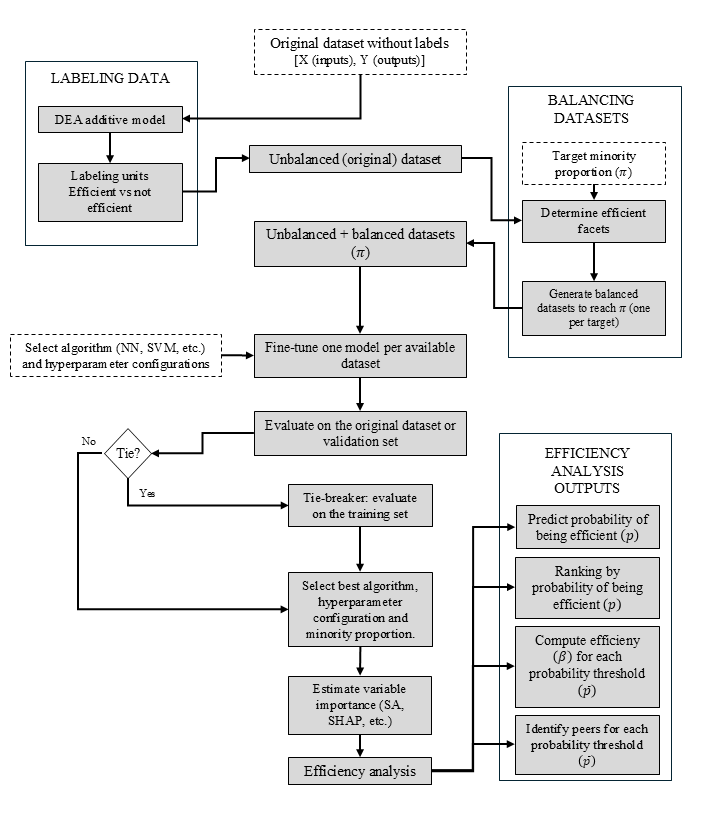 Original dataset without labels
[X (inputs), Y (outputs)]
LABELING DATA
DEA additive model
Labeling units
Efficient vs not
efficient
Unbalanced (original) dataset
BALANCING
DATASETS
Target minority
proportion (π)
Determine efficient
facets
Generate balanced
datasets to reach π (one
per target)
Unbalanced + balanced datasets
(π)
Select algorithm (NN, SVM, etc.)
and hyperparameter configurations
Fine-tune one model per available
dataset
Evaluate on the original dataset or
validation set
No
Tie?
Yes
Tie-breaker: evaluate
on the training set
Select best algorithm,
hyperparameter
configuration and
minority proportion.
Estimate variable
importance (SA,
SHAP, etc.)
Efficiency analysis
EFFICIENCY
ANALYSIS
OUTPUTS
Predict probability of
being efficient (p)
Ranking by
probability of being
efficient (p)
Compute efficieny
(β) for each
probability threshold
(p̄)
Identify peers for each
probability threshold
(p̄)